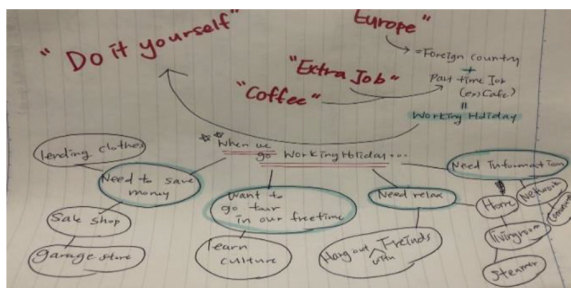 Europe"
"Do it yourself"
=Foreign country
+
Part time Job
(ex) Cafe)
"Extra Job"
"Coffee"
=
Working Holiday
When we
go Working Holiday...
Lending clothes
Need to save
money
Sale shop
garage store
Want to
go tour
in our freetime
learn
culture
Need relax
Hang out with Freinds
Need Information
Home
Network
livingroom